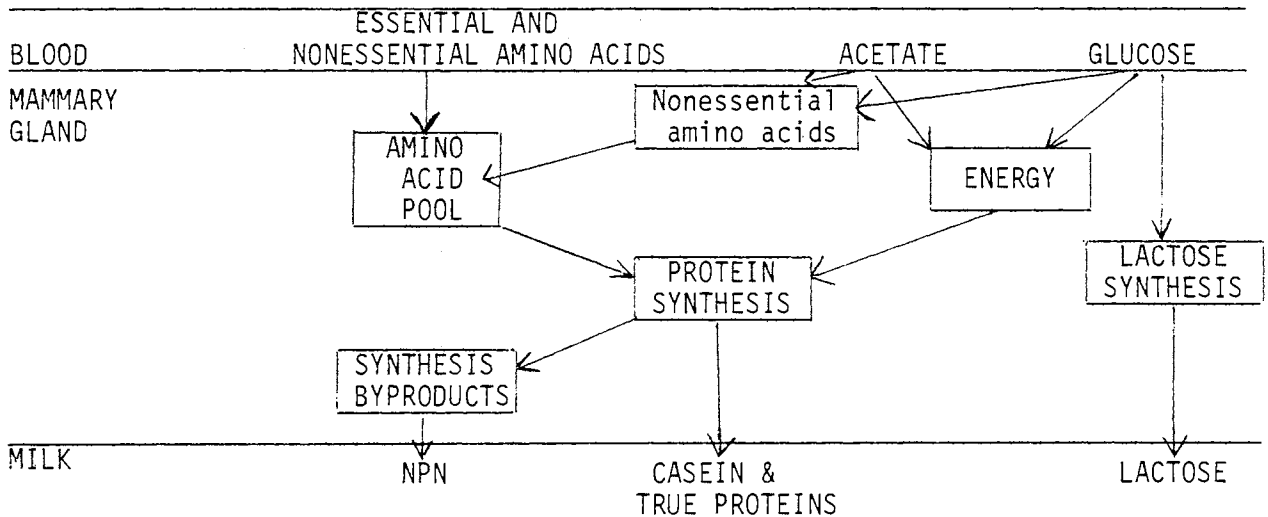 ESSENTIAL AND
BLOOD NONESSENTIAL AMINO ACIDS ACETATE GLUCOSE
MAMMARY
GLAND
Nonessential
amino acids
AMINO
ACID
POOL
ENERGY
PROTEIN
SYNTHESIS
LACTOSE
SYNTHESIS
SYNTHESIS
BYPRODUCTS
MILK
NPN
CASEIN &
TRUE PROTEINS
LACTOSE